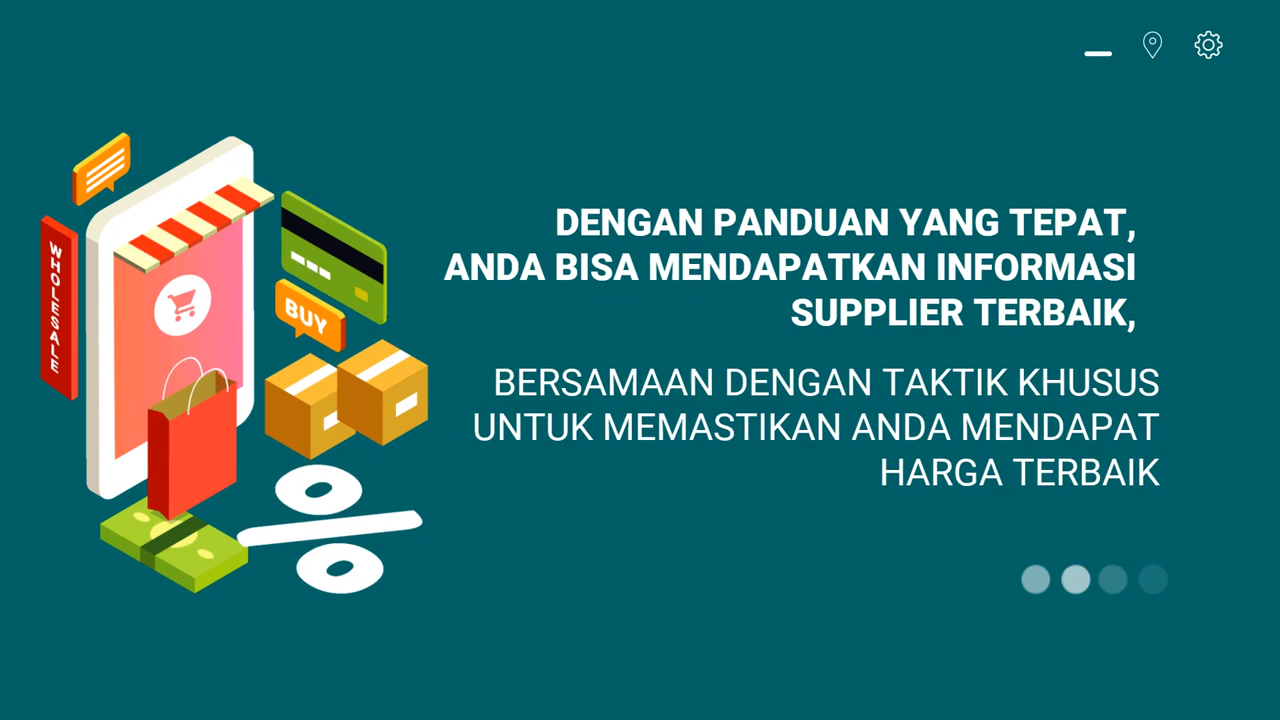 WHOLESALE
BUY
DENGAN PANDUAN YANG TEPAT,
ANDA BISA MENDAPATKAN INFORMASI
SUPPLIER TERBAIK,
BERSAMAAN DENGAN TAKTIK KHUSUS
UNTUK MEMASTIKAN ANDA MENDAPAT
HARGA TERBAIK